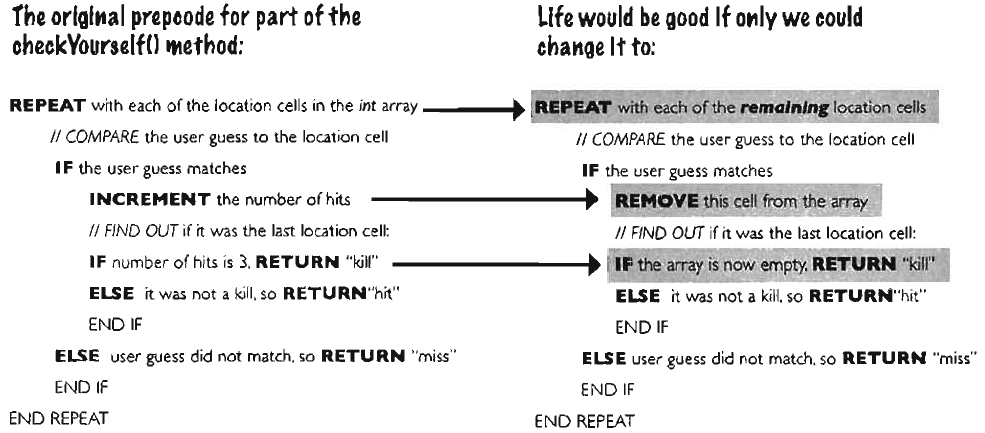 The original prepcode for part of the
checkYourself() method:
REPEAT with each of the location cells in the int array
// COMPARE the user guess to the location cell
IF the user guess matches
INCREMENT the number of hits
// FIND OUT if it was the last location cell:
IF number of hits is 3, RETURN "kill"
ELSE it was not a kill, so RETURN"hit"
END IF
ELSE user guess did not match, so RETURN "miss"
END IF
END REPEAT
Life would be good if only we could
change it to:
REPEAT with each of the remaining location cells
// COMPARE the user guess to the location cell
IF the user guess matches
REMOVE this cell from the array
// FIND OUT if it was the last location cell:
IF the array is now empty, RETURN "kill"
ELSE it was not a kill, so RETURN"hit"
END IF
ELSE user guess did not match, so RETURN "miss"
END IF
END REPEAT